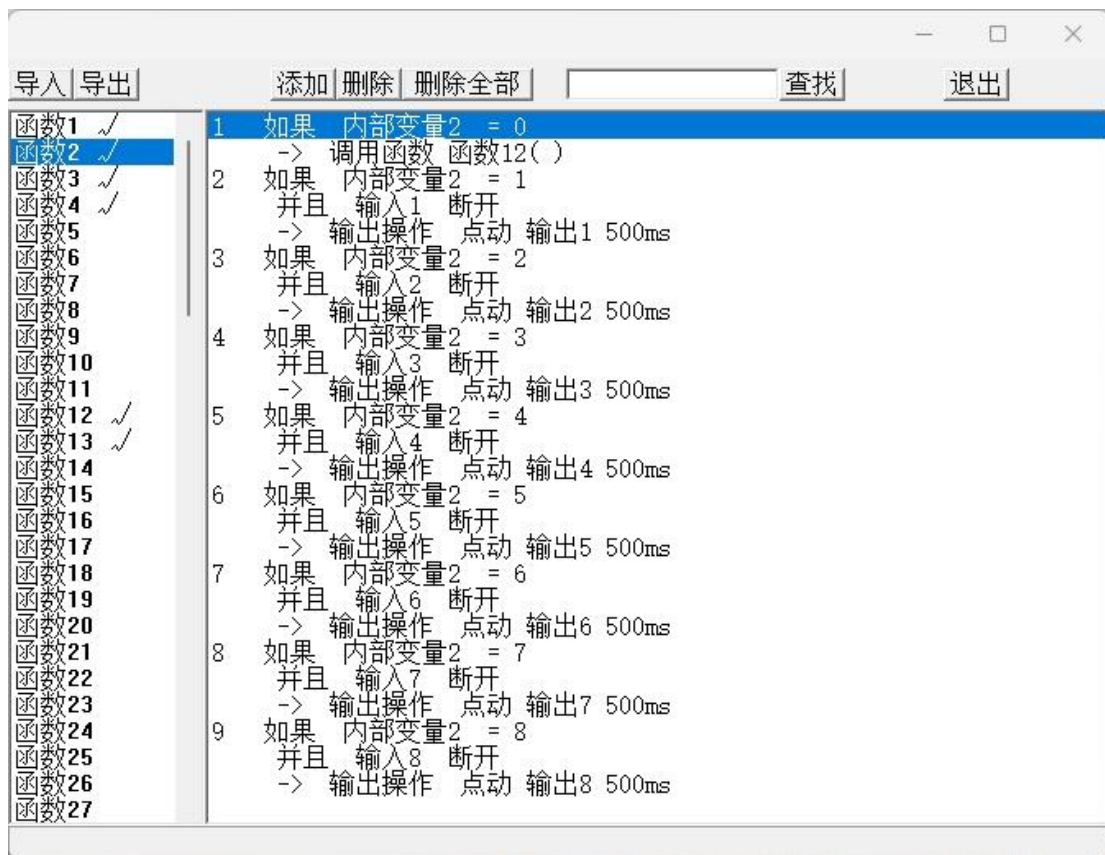 导入 导出 添加 删除 删除全部 查找 退出
函数1 √
函数2 √
函数3 √
函数4 √
函数5
函数6
函数7
函数8
函数9
函数10
函数11
函数12 √
函数13 √
函数14
函数15
函数16
函数17
函数18
函数19
函数20
函数21
函数22
函数23
函数24
函数25
函数26
函数27
1 如果 内部变量2 = 0
-> 调用函数 函数12( )
2 如果 内部变量2 = 1
并且 输入1 断开
-> 输出操作 点动 输出1 500ms
3 如果 内部变量2 = 2
并且 输入2 断开
-> 输出操作 点动 输出2 500ms
4 如果 内部变量2 = 3
并且 输入3 断开
-> 输出操作 点动 输出3 500ms
5 如果 内部变量2 = 4
并且 输入4 断开
-> 输出操作 点动 输出4 500ms
6 如果 内部变量2 = 5
并且 输入5 断开
-> 输出操作 点动 输出5 500ms
7 如果 内部变量2 = 6
并且 输入6 断开
-> 输出操作 点动 输出6 500ms
8 如果 内部变量2 = 7
并且 输入7 断开
-> 输出操作 点动 输出7 500ms
9 如果 内部变量2 = 8
并且 输入8 断开
-> 输出操作 点动 输出8 500ms